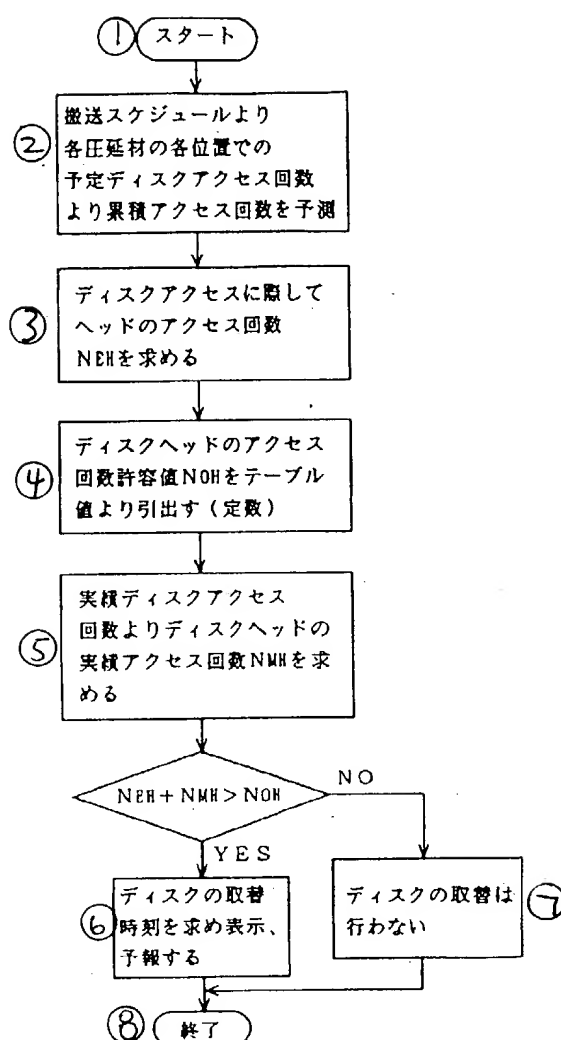 ① スタート
② 搬送スケジュールより
各圧延材の各位置での
予定ディスクアクセス回数
より累積アクセス回数を予測
③ ディスクアクセスに際して
ヘッドのアクセス回数
NEHを求める
④ ディスクヘッドのアクセス
回数許容値NOHをテーブル
値より引出す(定数)
⑤ 実績ディスクアクセス
回数よりディスクヘッドの
実績アクセス回数NMHを求
める
NEH+NMH>NOH
NO
YES
⑥ ディスクの取替
時刻を求め表示、
予報する
ディスクの取替は
行わない
⑦
⑧ 終了